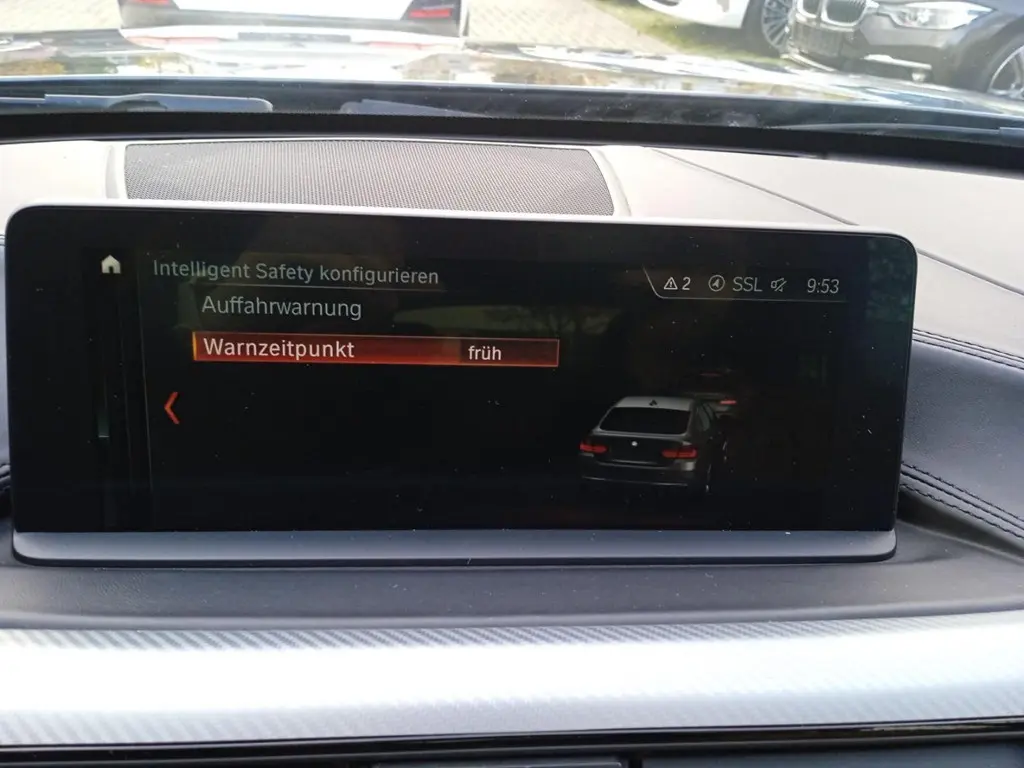 Intelligent Safety konfigurieren
2 SSL 9:53
Auffahrwarnung
Warnzeitpunkt früh